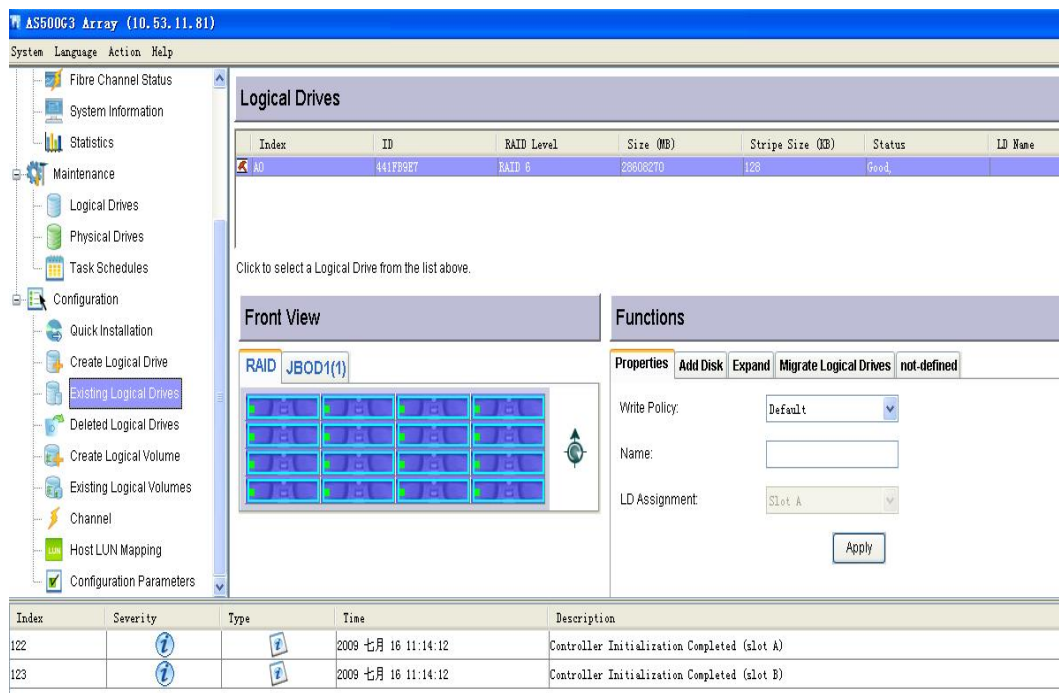 AS500G3 Array (10.53.11.81)
System Language Action Help
Fibre Channel Status
System Information
Statistics
Maintenance
Logical Drives
Physical Drives
Task Schedules
Configuration
Quick Installation
Create Logical Drive
Existing Logical Drives
Deleted Logical Drives
Create Logical Volume
Existing Logical Volumes
Channel
LUN Host LUN Mapping
Configuration Parameters
Logical Drives
Index ID RAID Level Size (MB) Stripe Size (KB) Status LD Name
A0 441FB9E7 RAID 6 28608270 128 Good,
Click to select a Logical Drive from the list above.
Front View
RAID JBOD1(1)
Functions
Properties Add Disk Expand Migrate Logical Drives not-defined
Write Policy: Default
Name:
LD Assignment: Slot A
Apply
Index Severity Type Time Description
122 2009 七月 16 11:14:12 Controller Initialization Completed (slot A)
123 2009 七月 16 11:14:12 Controller Initialization Completed (slot B)